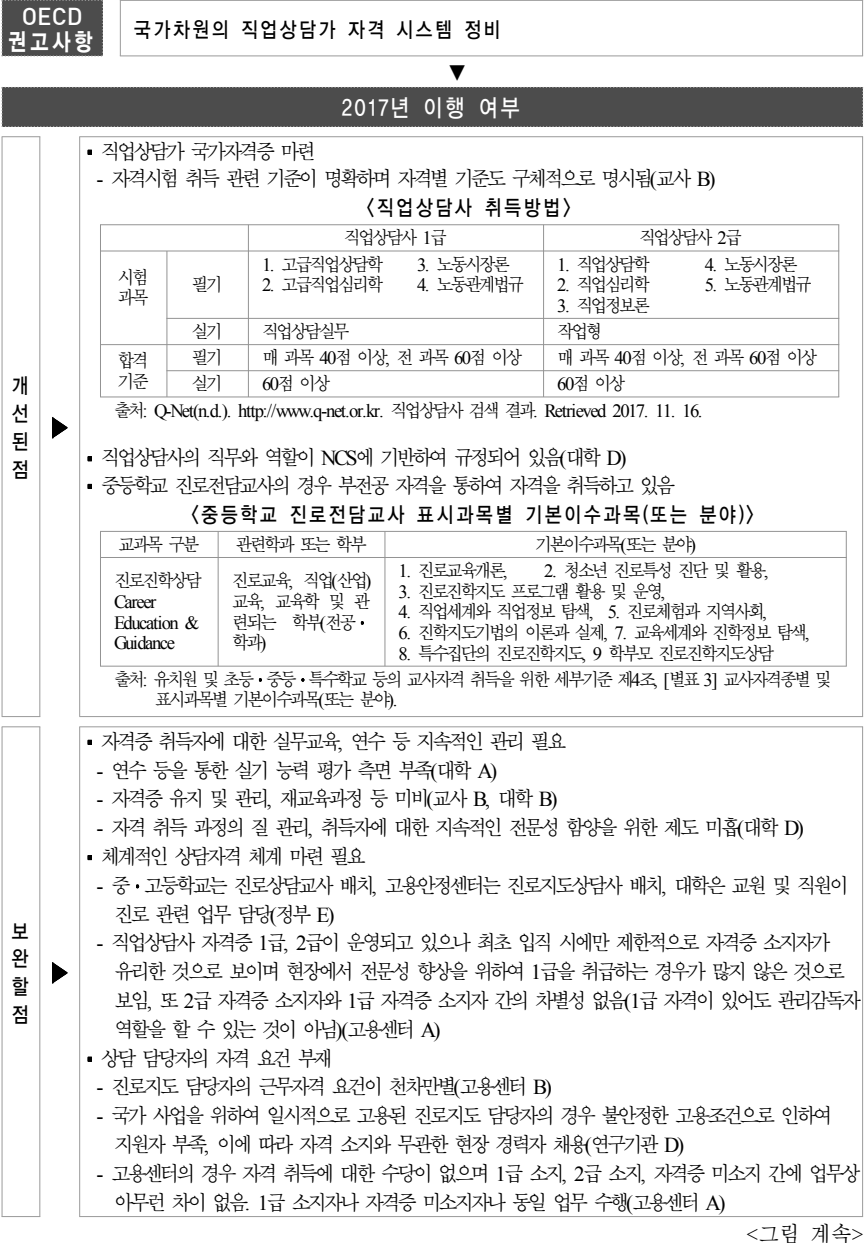 OECD
권고사항
국가차원의 직업상담가 자격 시스템 정비
▼
2017년 이행 여부
개선된점
▶
▪ 직업상담가 국가자격증 마련
- 자격시험 취득 관련 기준이 명확하며 자격별 기준도 구체적으로 명시됨(교사 B)
〈직업상담사 취득방법〉
직업상담사 1급 직업상담사 2급
시험 과목 필기
1. 고급직업상담학 3. 노동시장론 1. 직업상담학 4. 노동시장론
2. 고급직업심리학 4. 노동관계법규 2. 직업심리학 5. 노동관계법규
3. 직업정보론
실기 직업상담실무 작업형
합격 기준 필기 매 과목 40점 이상, 전 과목 60점 이상 매 과목 40점 이상, 전 과목 60점 이상
실기 60점 이상 60점 이상
출처: Q-Net(n.d.). http://www.q-net.or.kr. 직업상담사 검색 결과. Retrieved 2017. 11. 16.
▪ 직업상담사의 직무와 역할이 NCS에 기반하여 규정되어 있음(대학 D)
▪ 중등학교 진로전담교사의 경우 부전공 자격을 통하여 자격을 취득하고 있음
〈중등학교 진로전담교사 표시과목별 기본이수과목(또는 분야)〉
교과목 구분 관련학과 또는 학부 기본이수과목(또는 분야)
진로진학상담
Career
Education &
Guidance
진로교육, 직업(산업)
교육, 교육학 및 관
련되는 학부(전공・
학과)
1. 진로교육개론, 2. 청소년 진로특성 진단 및 활용,
3. 진로진학지도 프로그램 활용 및 운영,
4. 직업세계와 직업정보 탐색, 5. 진로체험과 지역사회,
6. 진학지도기법의 이론과 실제, 7. 교육세계와 진학정보 탐색,
8. 특수집단의 진로진학지도, 9 학부모 진로진학지도상담
출처: 유치원 및 초등・중등・특수학교 등의 교사자격 취득을 위한 세부기준 제4조, [별표 3] 교사자격종별 및
표시과목별 기본이수과목(또는 분야).
보완할점
▶
▪ 자격증 취득자에 대한 실무교육, 연수 등 지속적인 관리 필요
- 연수 등을 통한 실기 능력 평가 측면 부족(대학 A)
- 자격증 유지 및 관리, 재교육과정 등 미비(교사 B, 대학 B)
- 자격 취득 과정의 질 관리, 취득자에 대한 지속적인 전문성 함양을 위한 제도 미흡(대학 D)
▪ 체계적인 상담자격 체계 마련 필요
- 중・고등학교는 진로상담교사 배치, 고용안정센터는 진로지도상담사 배치, 대학은 교원 및 직원이
진로 관련 업무 담당(정부 E)
- 직업상담사 자격증 1급, 2급이 운영되고 있으나 최초 입직 시에만 제한적으로 자격증 소지자가
유리한 것으로 보이며 현장에서 전문성 향상을 위하여 1급을 취급하는 경우가 많지 않은 것으로
보임, 또 2급 자격증 소지자와 1급 자격증 소지자 간의 차별성 없음(1급 자격이 있어도 관리감독자
역할을 할 수 있는 것이 아님)(고용센터 A)
▪ 상담 담당자의 자격 요건 부재
- 진로지도 담당자의 근무자격 요건이 천차만별(고용센터 B)
- 국가 사업을 위하여 일시적으로 고용된 진로지도 담당자의 경우 불안정한 고용조건으로 인하여
지원자 부족, 이에 따라 자격 소지와 무관한 현장 경력자 채용(연구기관 D)
- 고용센터의 경우 자격 취득에 대한 수당이 없으며 1급 소지, 2급 소지, 자격증 미소지 간에 업무상
아무런 차이 없음. 1급 소지자나 자격증 미소지자나 동일 업무 수행(고용센터 A)
<그림 계속>